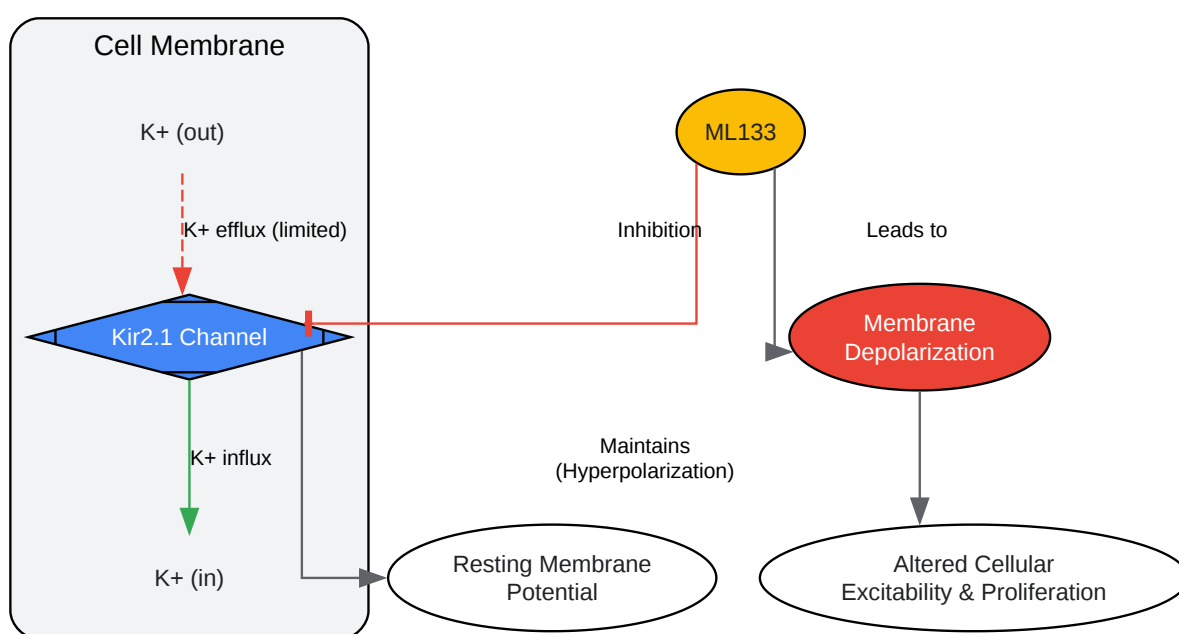 Cell Membrane
K+ (out)
ML133
K+ efflux (limited)
Inhibition
Leads to
Kir2.1 Channel
Membrane
Depolarization
K+ influx
Maintains
(Hyperpolarization)
K+ (in)
Resting Membrane
Potential
Altered Cellular
Excitability & Proliferation